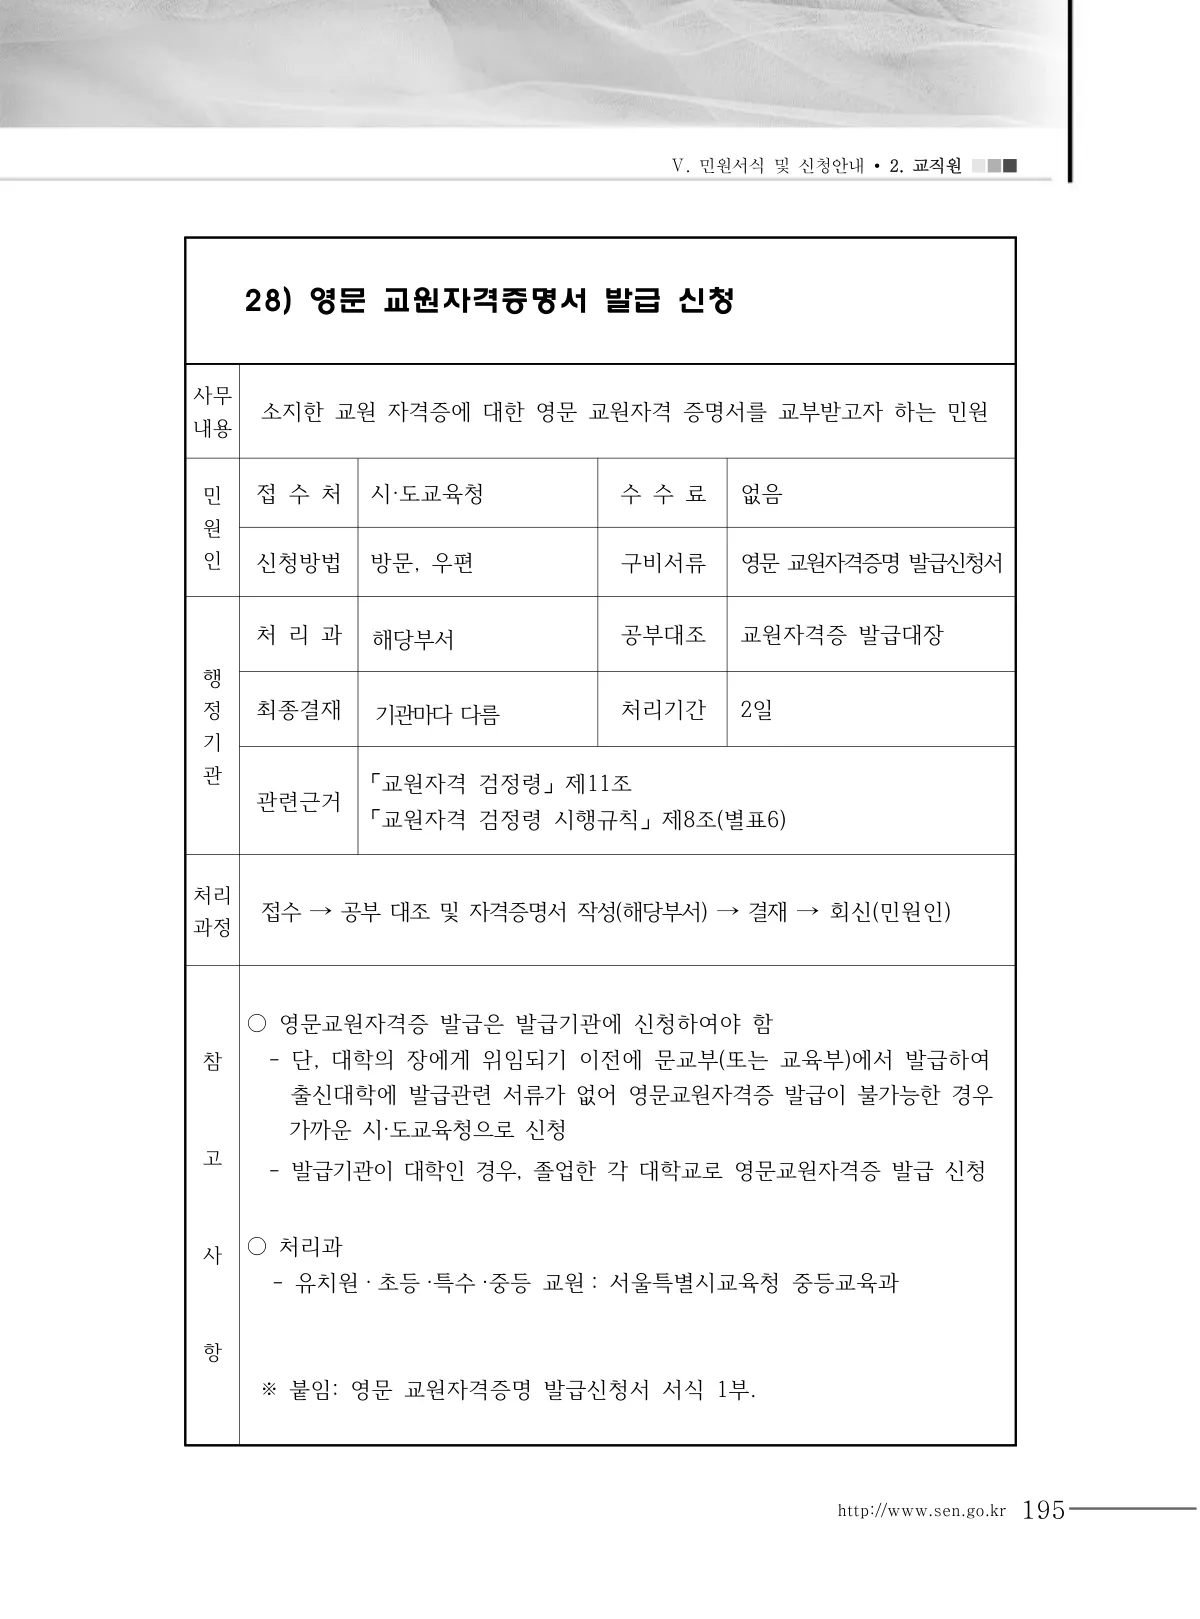 Ⅴ. 민원서식 및 신청안내 • 2. 교직원
28) 영문 교원자격증명서 발급 신청
사무
내용
소지한 교원 자격증에 대한 영문 교원자격 증명서를 교부받고자 하는 민원
민
원
인
접 수 처
시·도교육청
수 수 료
없음
신청방법
방문, 우편
구비서류
영문 교원자격증명 발급신청서
행
정
기
관
처 리 과
해당부서
공부대조
교원자격증 발급대장
최종결재
기관마다 다름
처리기간
2일
관련근거
「교원자격 검정령」제11조
「교원자격 검정령 시행규칙」제8조(별표6)
처리
과정
접수 → 공부 대조 및 자격증명서 작성(해당부서) → 결재 → 회신(민원인)
참
고
사
항
○ 영문교원자격증 발급은 발급기관에 신청하여야 함
- 단, 대학의 장에게 위임되기 이전에 문교부(또는 교육부)에서 발급하여
출신대학에 발급관련 서류가 없어 영문교원자격증 발급이 불가능한 경우
가까운 시·도교육청으로 신청
- 발급기관이 대학인 경우, 졸업한 각 대학교로 영문교원자격증 발급 신청
○ 처리과
- 유치원 · 초등 ·특수 ·중등 교원 : 서울특별시교육청 중등교육과
※ 붙임: 영문 교원자격증명 발급신청서 서식 1부.
http://www.sen.go.kr 195